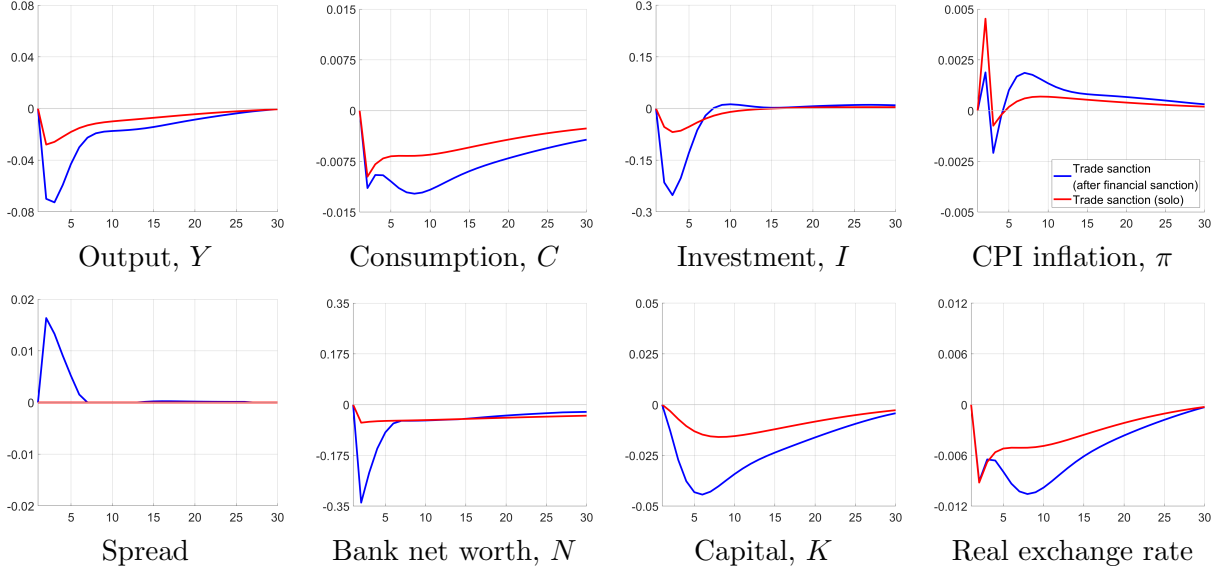 0.08
0.04
0
-0.04
-0.08
5 10 15 20 25 30
Output, Y
0.015
0.0075
0
-0.0075
-0.015
5 10 15 20 25 30
Consumption, C
0.3
0.15
0
-0.15
-0.3
5 10 15 20 25 30
Investment, I
0.005
0.0025
0
-0.0025
-0.005
5 10 15 20 25 30
Trade sanction
(after financial sanction)
Trade sanction (solo)
CPI inflation, π
0.02
0.01
0
-0.01
-0.02
5 10 15 20 25 30
Spread
0.35
0.175
0
-0.175
-0.35
5 10 15 20 25 30
Bank net worth, N
0.05
0.025
0
-0.025
-0.05
5 10 15 20 25 30
Capital, K
0.012
0.006
0
-0.006
-0.012
5 10 15 20 25 30
Real exchange rate